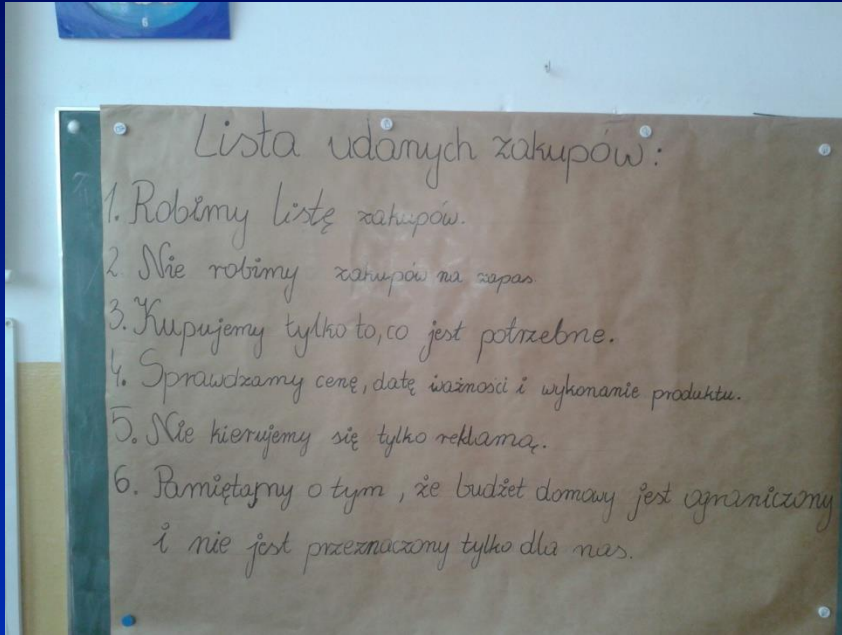 6
Lista udanych zakupów:
1. Robimy listę zakupów.
2 Nie robimy zakupów na zapas.
3. Kupujemy tylko to, co jest potrzebne.
4. Sprawdzamy cenę, datę ważności i wykonanie produktu.
5. Nie kierujemy się tylko reklamą.
6. Pamiętajmy o tym, że budżet domowy jest ograniczony
i nie jest przeznaczony tylko dla nas.